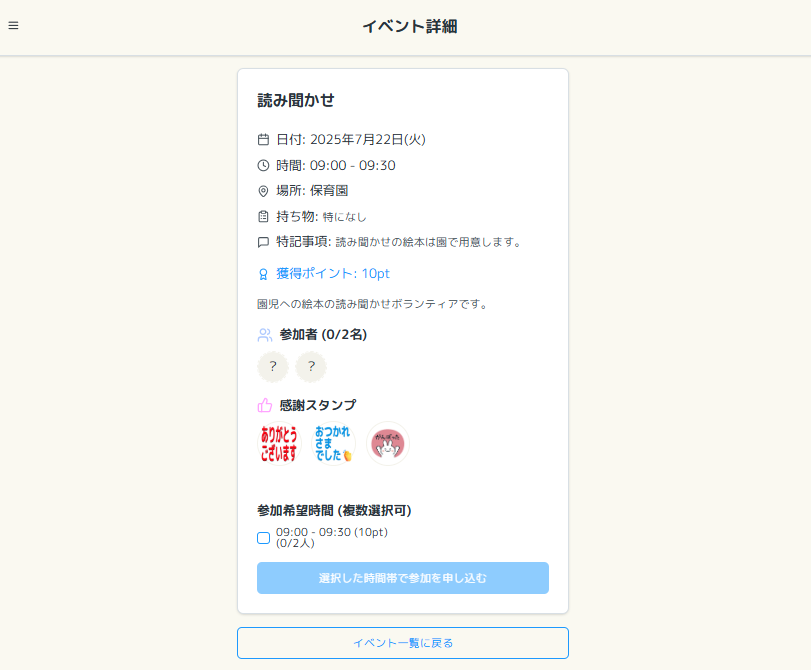 イベント詳細
読み聞かせ
日付: 2025年7月22日(火)
時間: 09:00 - 09:30
場所: 保育園
持ち物: 特になし
特記事項: 読み聞かせの絵本は園で用意します。
獲得ポイント: 10pt
園児への絵本の読み聞かせボランティアです。
参加者 (0/2名)
? ?
感謝スタンプ
ありがとう
ございます
おつかれ
さま
でした
がんばった
参加希望時間 (複数選択可)
09:00 - 09:30 (10pt)
(0/2人)
選択した時間帯で参加を申し込む
イベント一覧に戻る